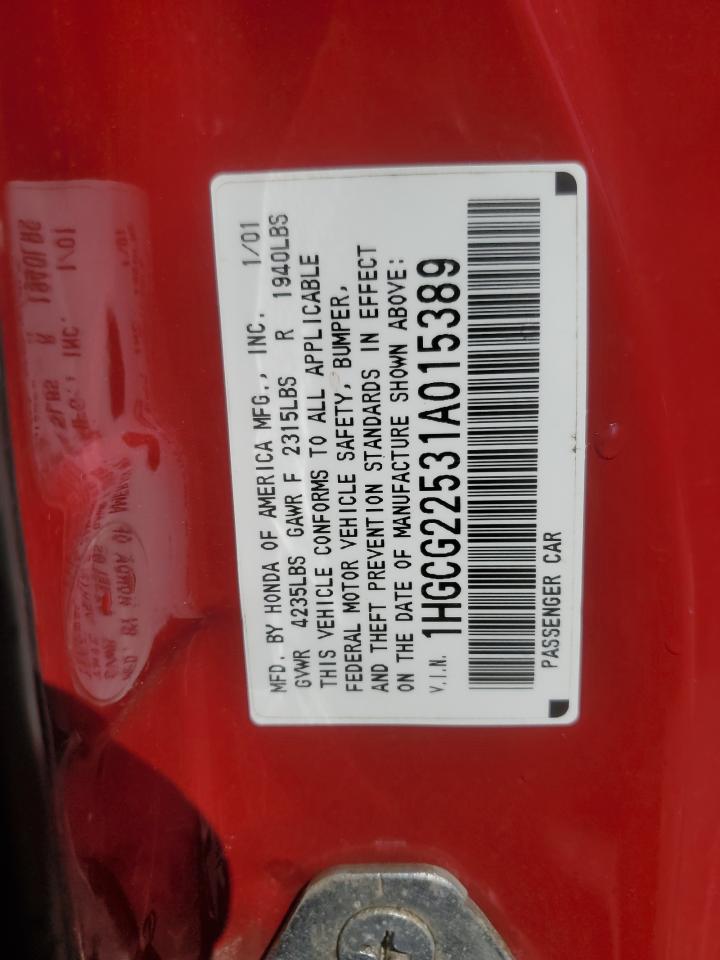 MFD. BY HONDA OF AMERICA MFG., INC. 1/01
GVWR 4235LBS GAWR F 2315LBS R 1940LBS
THIS VEHICLE CONFORMS TO ALL APPLICABLE
FEDERAL MOTOR VEHICLE SAFETY, BUMPER,
AND THEFT PREVENTION STANDARDS IN EFFECT
ON THE DATE OF MANUFACTURE SHOWN ABOVE:
V.I.N. 1HGCG22531A015389
PASSENGER CAR